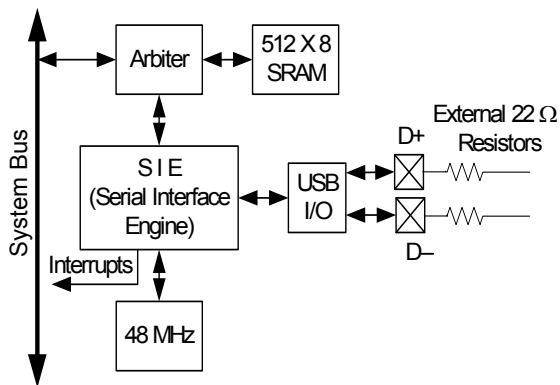 System Bus
Arbiter
512 X 8
SRAM
External 22 Ω
Resistors
D+
S I E
(Serial Interface
Engine)
USB
I/O
D–
Interrupts
48 MHz